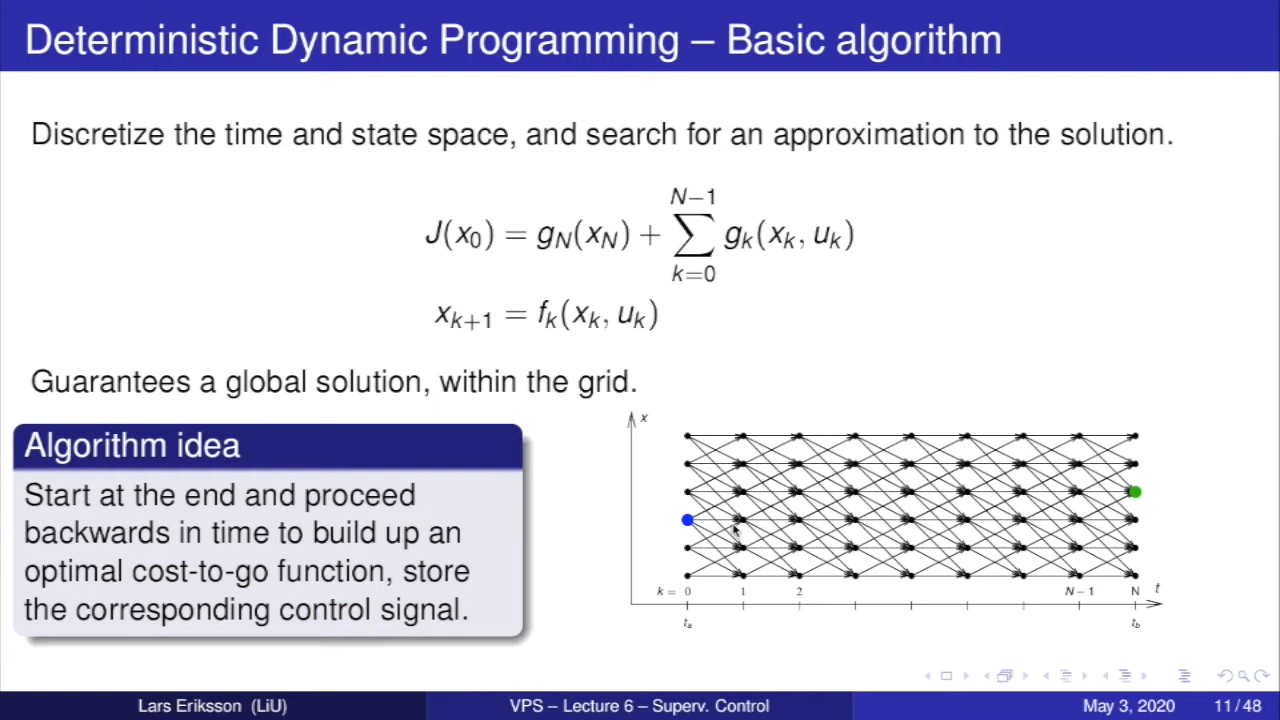 Deterministic Dynamic Programming – Basic algorithm
Discretize the time and state space, and search for an approximation to the solution.
J(x₀) = g_N(x_N) + ∑_{k=0}^{N−1} g_k(x_k, u_k)
x_{k+1} = f_k(x_k, u_k)
Guarantees a global solution, within the grid.
Algorithm idea
Start at the end and proceed
backwards in time to build up an
optimal cost-to-go function, store
the corresponding control signal.
x
k = 0 1 2 N−1 N t
t_a t_b
Lars Eriksson (LiU) VPS – Lecture 6 – Superv. Control May 3, 2020 11 / 48